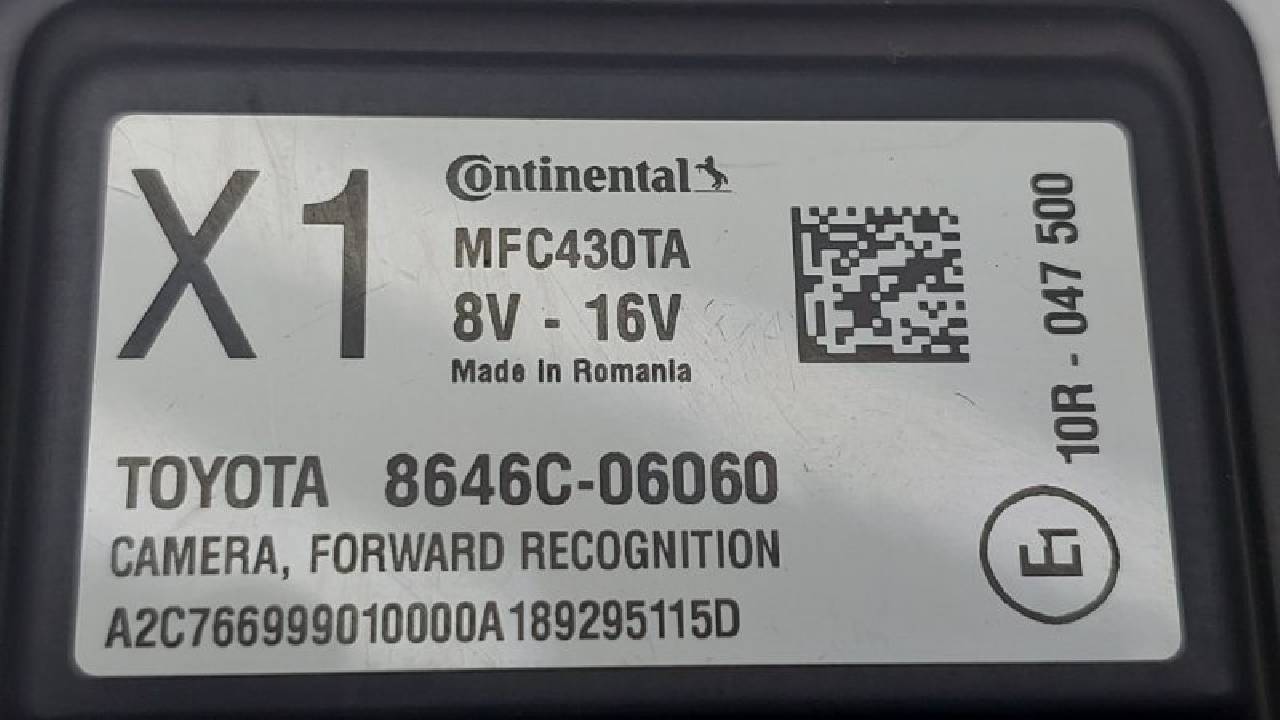 X1
Continental
MFC430TA
8V - 16V
Made in Romania
10R - 047 500
TOYOTA 8646C-06060
CAMERA, FORWARD RECOGNITION
E1
A2C766999010000A189295115D